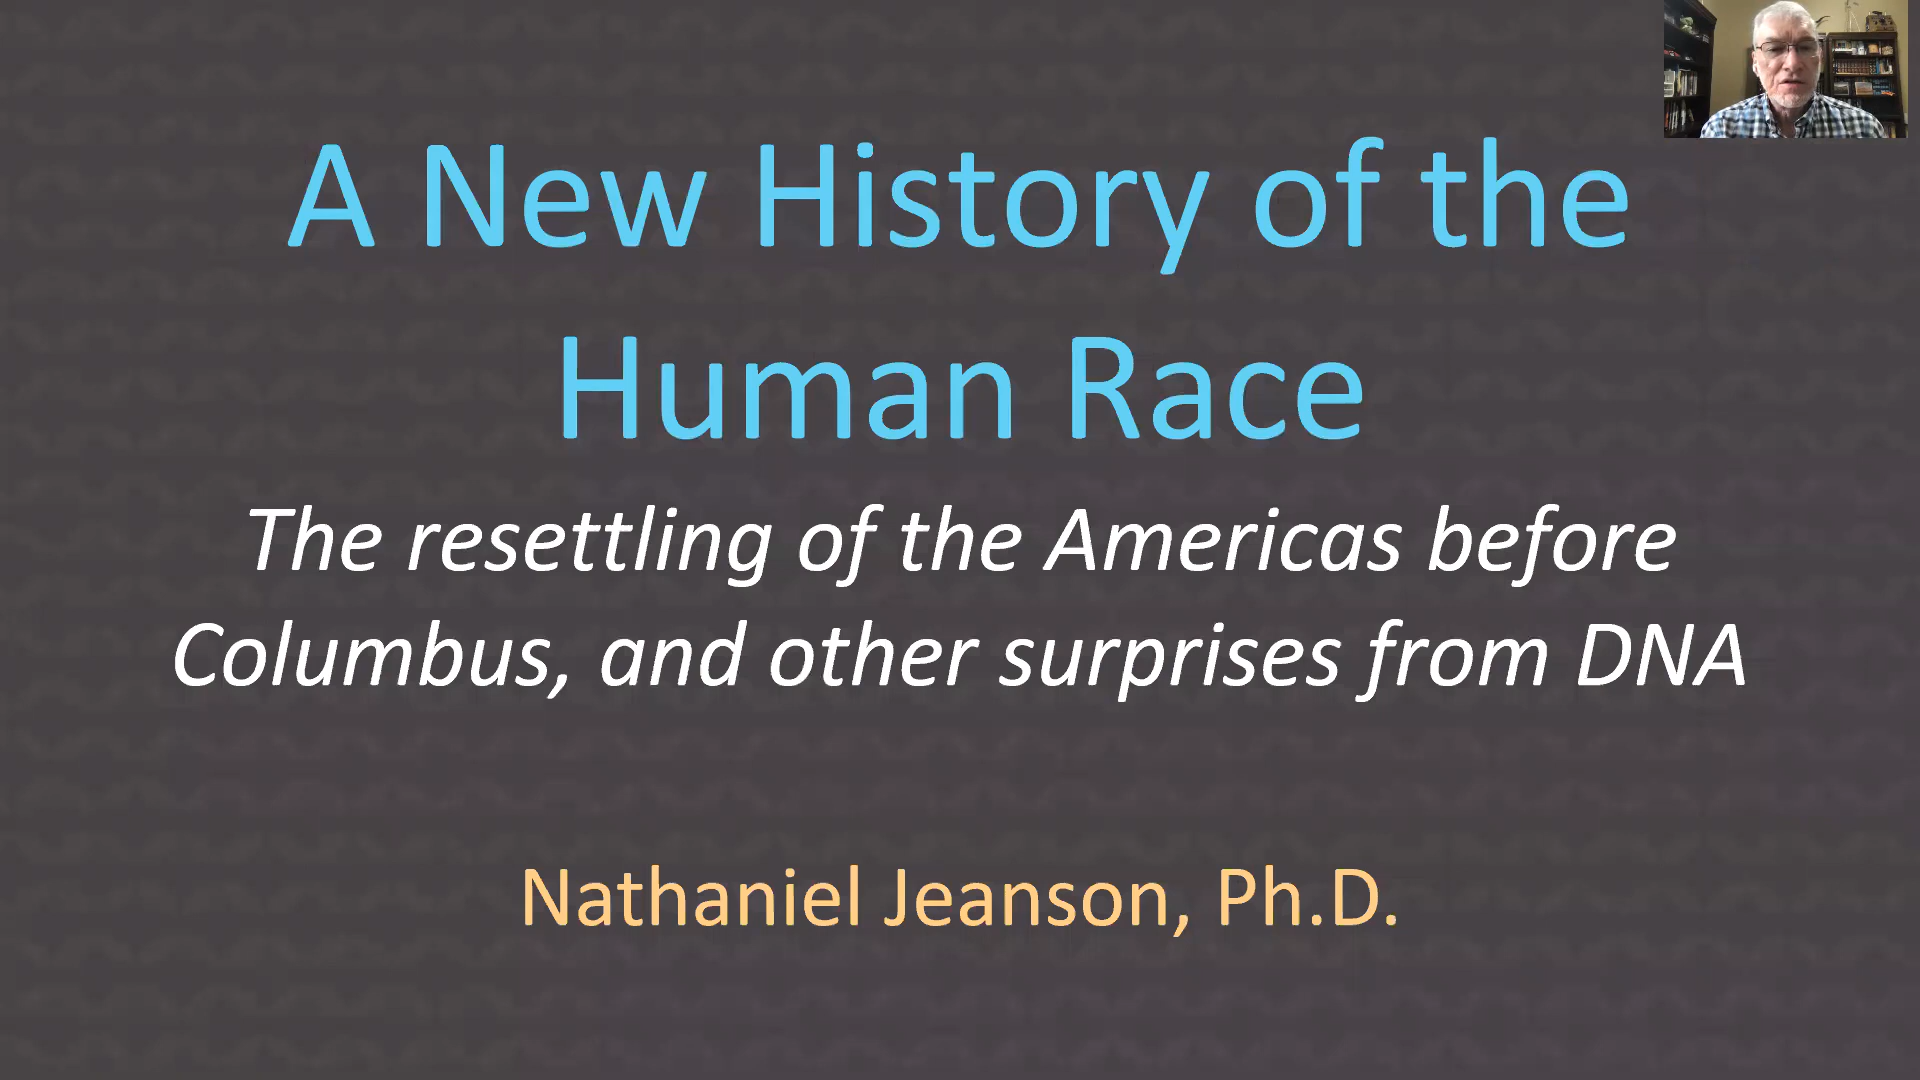 A New History of the
Human Race
The resettling of the Americas before
Columbus, and other surprises from DNA
Nathaniel Jeanson, Ph.D.